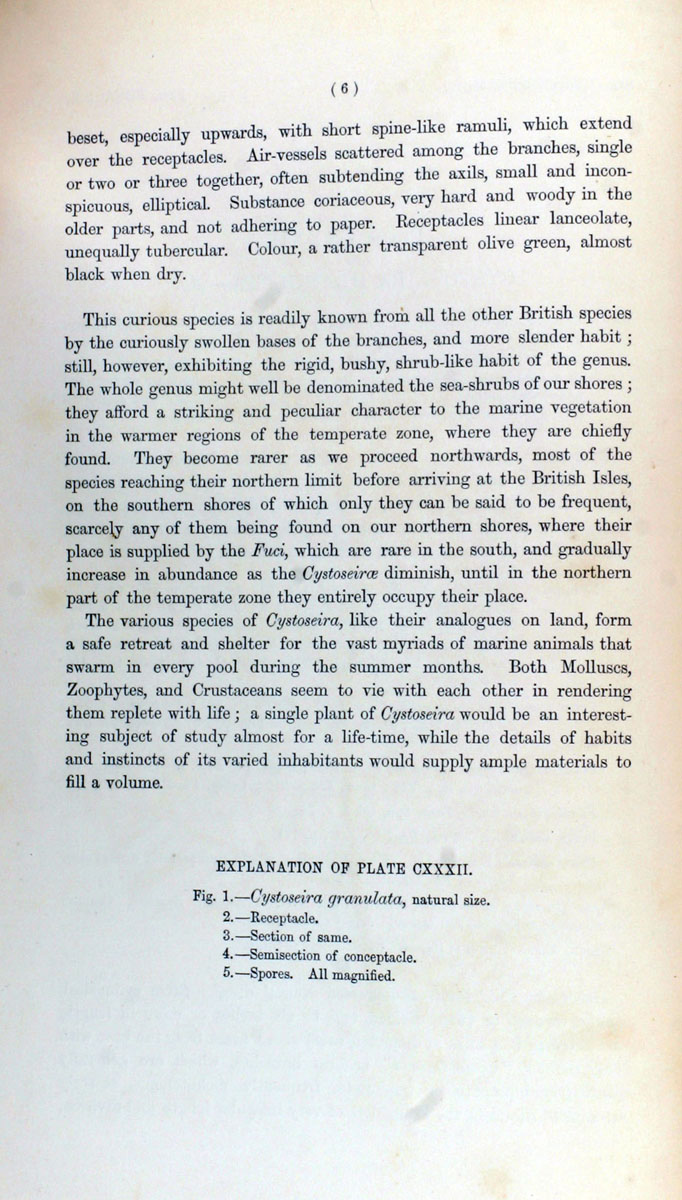 ( 6 )
beset, especially upwards, with short spine-like ramuli, which extend
over the receptacles. Air-vessels scattered among the branches, single
or two or three together, often subtending the axils, small and incon-
spicuous, elliptical. Substance coriaceous, very hard and woody in the
older parts, and not adhering to paper. Receptacles linear lanceolate,
unequally tubercular. Colour, a rather transparent olive green, almost
black when dry.
This curious species is readily known from all the other British species
by the curiously swollen bases of the branches, and more slender habit ;
still, however, exhibiting the rigid, bushy, shrub-like habit of the genus.
The whole genus might well be denominated the sea-shrubs of our shores ;
they afford a striking and peculiar character to the marine vegetation
in the warmer regions of the temperate zone, where they are chiefly
found. They become rarer as we proceed northwards, most of the
species reaching their northern limit before arriving at the British Isles,
on the southern shores of which only they can be said to be frequent,
scarcely any of them being found on our northern shores, where their
place is supplied by the Fuci, which are rare in the south, and gradually
increase in abundance as the Cystoseiræ diminish, until in the northern
part of the temperate zone they entirely occupy their place.
The various species of Cystoseira, like their analogues on land, form
a safe retreat and shelter for the vast myriads of marine animals that
swarm in every pool during the summer months. Both Molluscs,
Zoophytes, and Crustaceans seem to vie with each other in rendering
them replete with life ; a single plant of Cystoseira would be an interest-
ing subject of study almost for a life-time, while the details of habits
and instincts of its varied inhabitants would supply ample materials to
fill a volume.
EXPLANATION OF PLATE CXXXII.
Fig. 1.—Cystoseira granulata, natural size.
2.—Receptacle.
3.—Section of same.
4.—Semisection of conceptacle.
5.—Spores. All magnified.